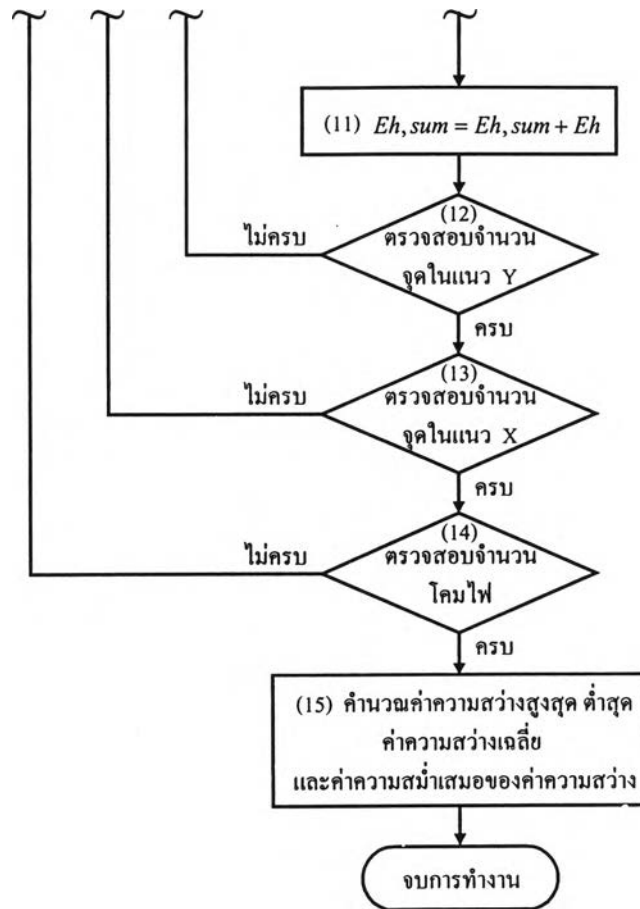 (11) Eh,sum = Eh,sum + Eh
(12)
ไม่ครบ
ตรวจสอบจำนวน
จุดในแนว Y
ครบ
(13)
ไม่ครบ
ตรวจสอบจำนวน
จุดในแนว X
ครบ
(14)
ไม่ครบ
ตรวจสอบจำนวน
โคมไฟ
ครบ
(15) คำนวณค่าความสว่างสูงสุด ต่ำสุด
ค่าความสว่างเฉลี่ย
และค่าความสม่ำเสมอของค่าความสว่าง
จบการทำงาน